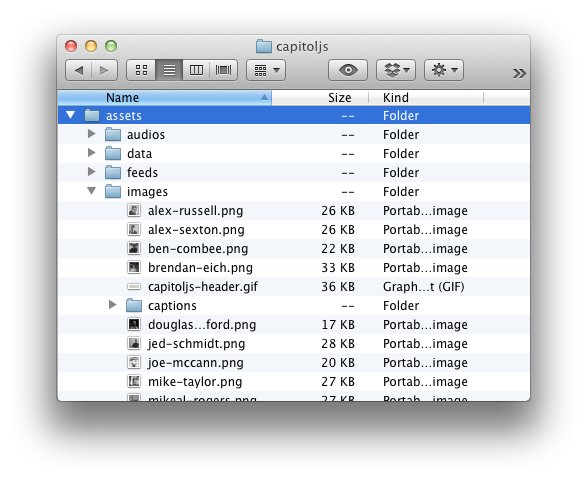 capitoljs
Name Size Kind
assets -- Folder
audios -- Folder
data -- Folder
feeds -- Folder
images -- Folder
alex-russell.png 26 KB Portab...image
alex-sexton.png 26 KB Portab...image
ben-combee.png 22 KB Portab...image
brendan-eich.png 33 KB Portab...image
capitoljs-header.gif 36 KB Graph...t (GIF)
captions -- Folder
douglas...ford.png 17 KB Portab...image
jed-schmidt.png 28 KB Portab...image
joe-mccann.png 20 KB Portab...image
mike-taylor.png 27 KB Portab...image
mikeal-rogers.png 27 KB Portab...image